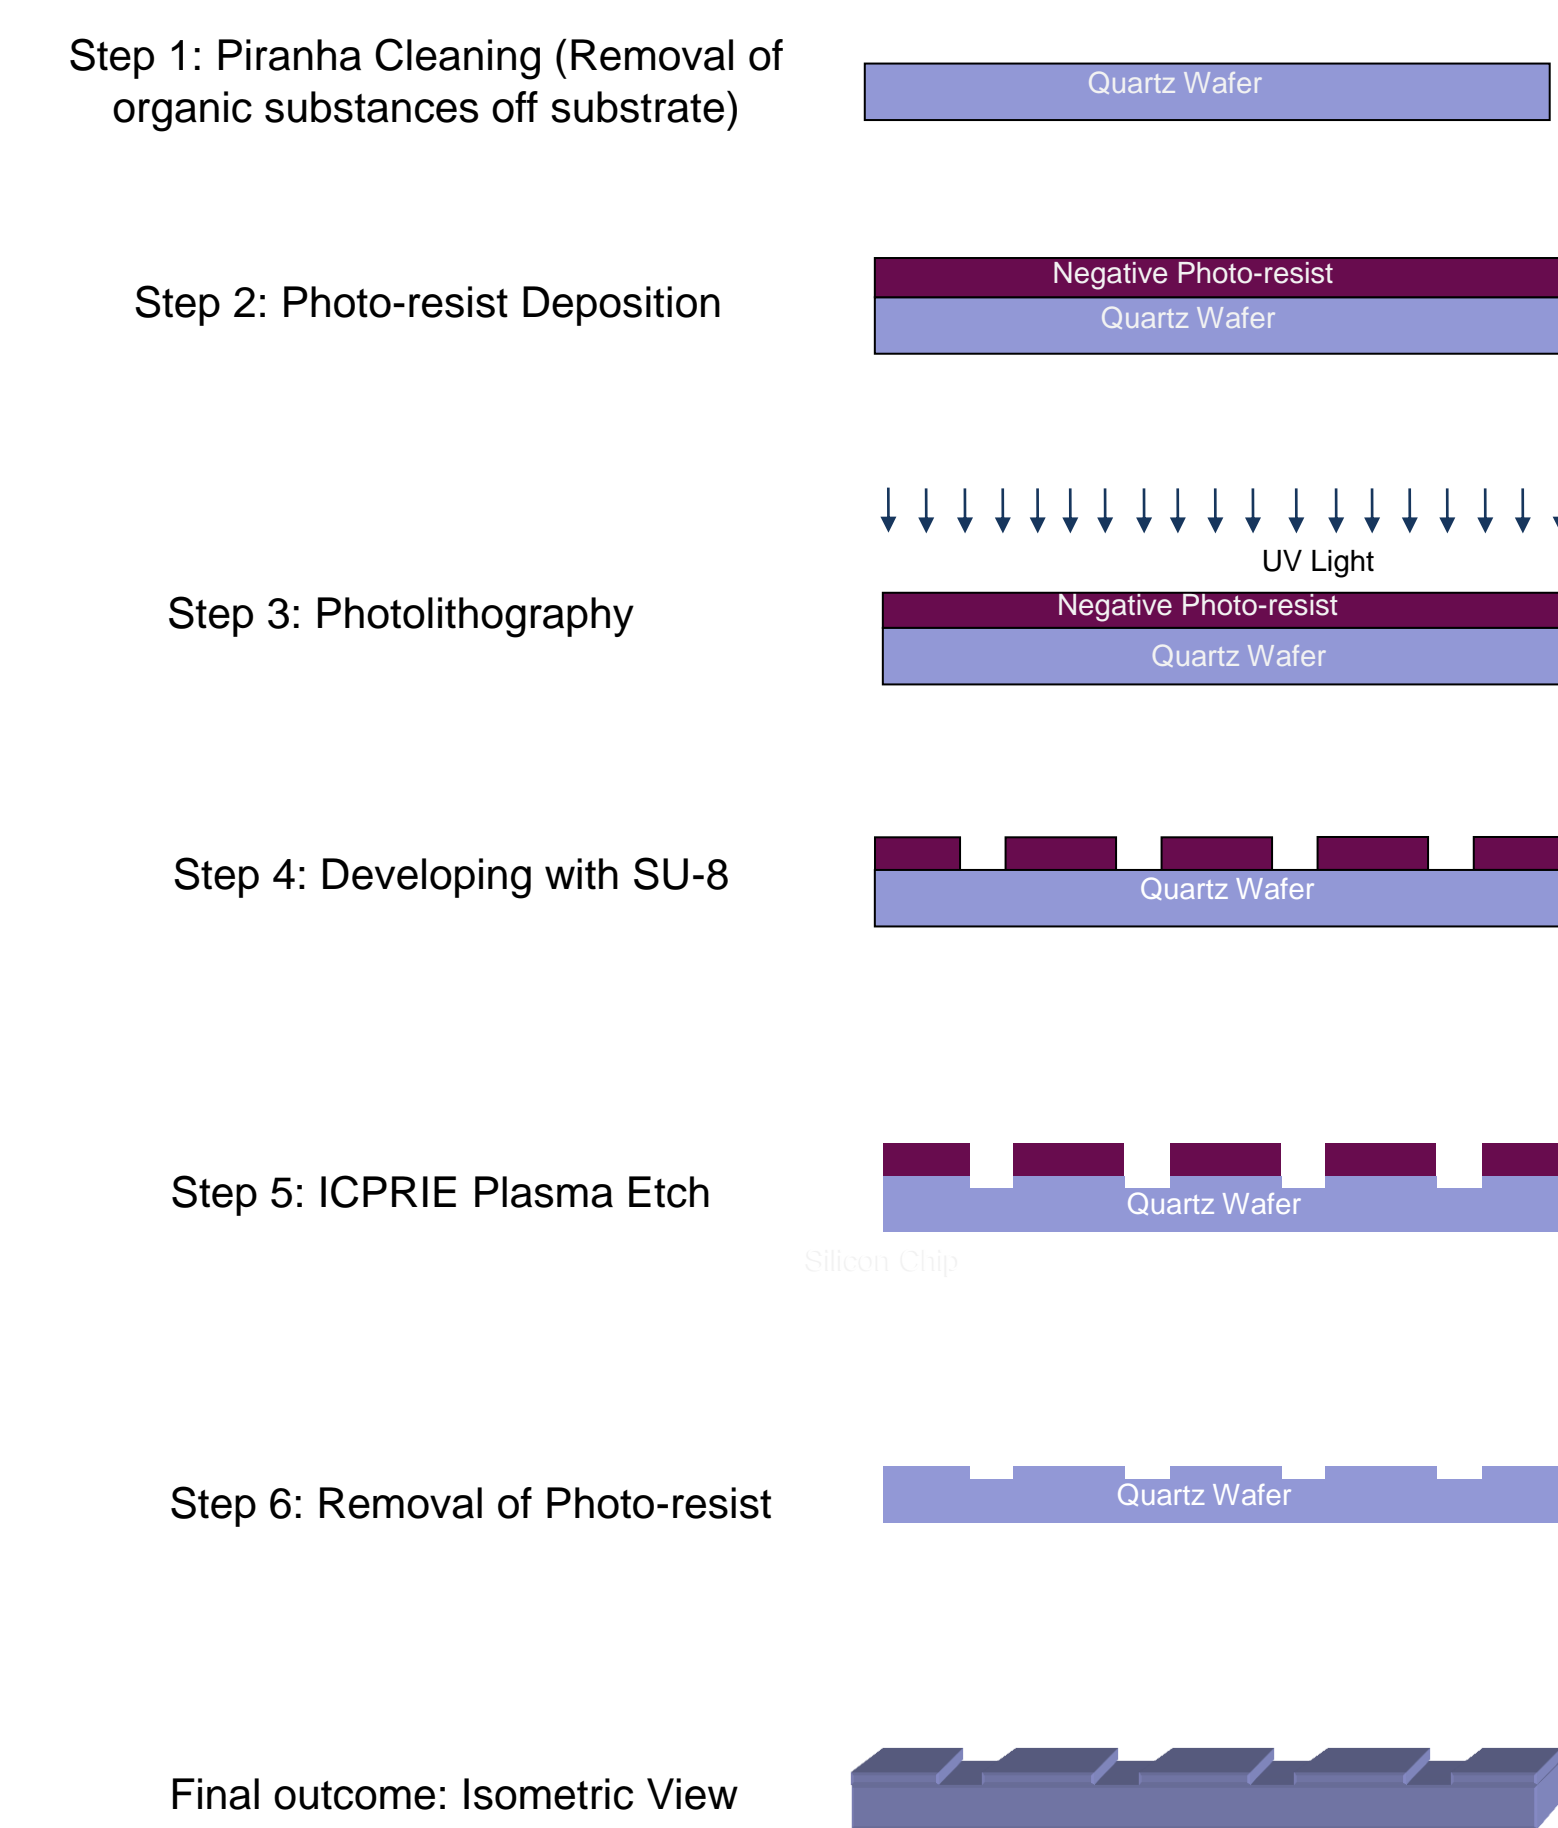 Step 1: Piranha Cleaning (Removal of
organic substances off substrate)
Quartz Wafer
Step 2: Photo-resist Deposition
Negative Photo-resist
Quartz Wafer
UV Light
Step 3: Photolithography
Negative Photo-resist
Quartz Wafer
Step 4: Developing with SU-8
Quartz Wafer
Step 5: ICPRIE Plasma Etch
Quartz Wafer
Silicon Chip
Step 6: Removal of Photo-resist
Quartz Wafer
Final outcome: Isometric View